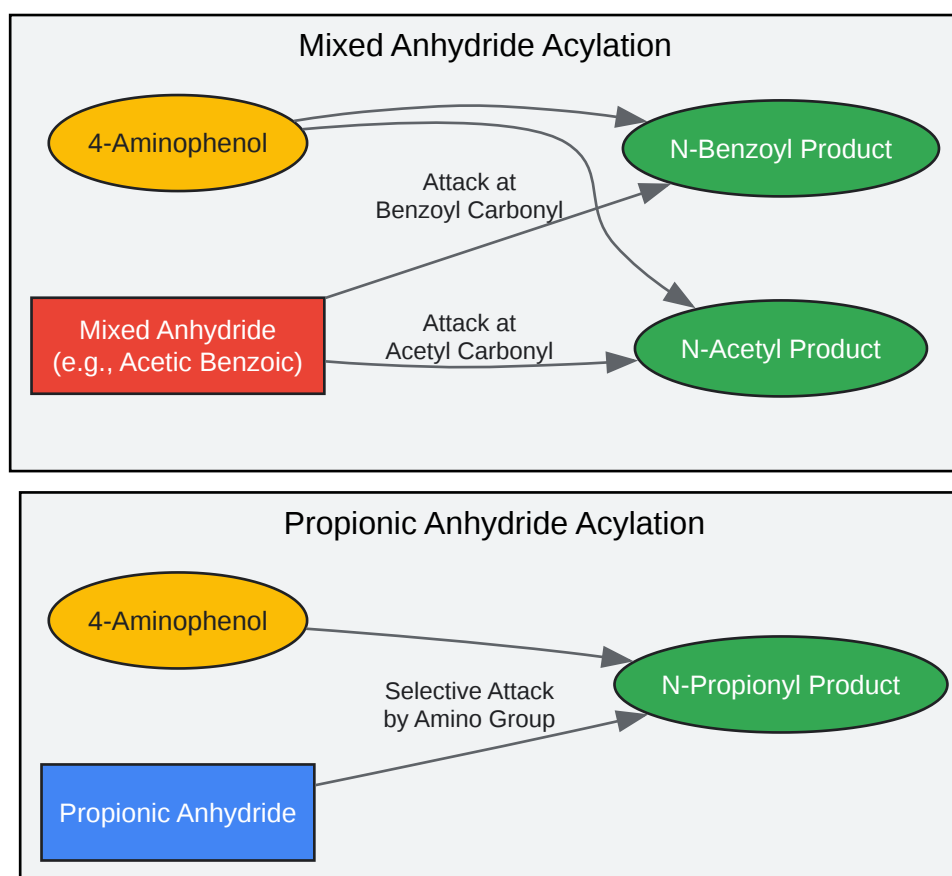 Mixed Anhydride Acylation
4-Aminophenol
N-Benzoyl Product
Attack at
Benzoyl Carbonyl
Mixed Anhydride
(e.g., Acetic Benzoic)
Attack at
Acetyl Carbonyl
N-Acetyl Product
Propionic Anhydride Acylation
4-Aminophenol
N-Propionyl Product
Selective Attack
by Amino Group
Propionic Anhydride